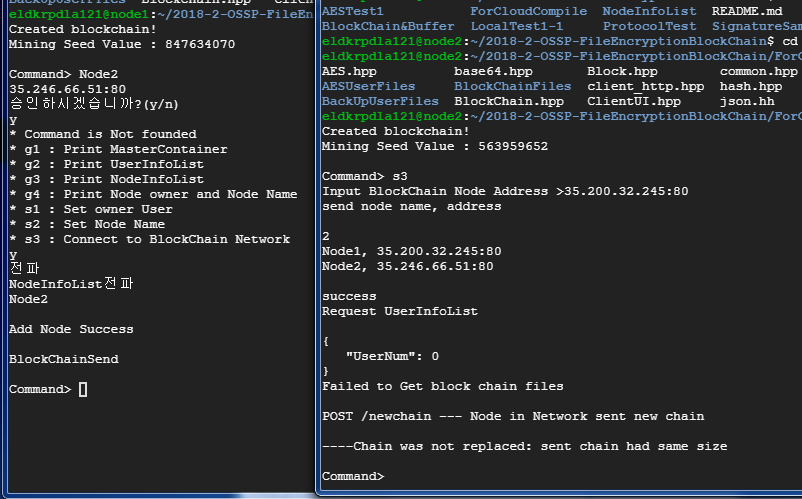 eldkrpdla121@node1:~/2018-2-OSSP-FileEn
Created blockchain!
Mining Seed Value : 847634070
Command> Node2
35.246.66.51:80
승인하시겠습니까?(y/n)
y
* Command is Not founded
* g1 : Print MasterContainer
* g2 : Print UserInfoList
* g3 : Print NodeInfoList
* g4 : Print Node owner and Node Name
* s1 : Set owner User
* s2 : Set Node Name
* s3 : Connect to BlockChain Network
y
전파
NodeInfoList전파
Node2
Add Node Success
BlockChainSend
Command>
AESTest1 ForCloudCompile NodeInfoList README.md
BlockChain&Buffer LocalTest1-1 ProtocolTest SignatureSam
eldkrpdla121@node2:~/2018-2-OSSP-FileEncryptionBlockChain$ cd
eldkrpdla121@node2:~/2018-2-OSSP-FileEncryptionBlockChain/ForC
AES.hpp base64.hpp Block.hpp common.hpp
AESUserFiles BlockChainFiles client_http.hpp hash.hpp
BackUpUserFiles BlockChain.hpp ClientUI.hpp json.hh
eldkrpdla121@node2:~/2018-2-OSSP-FileEncryptionBlockChain/ForC
Created blockchain!
Mining Seed Value : 563959652
Command> s3
Input BlockChain Node Address >35.200.32.245:80
send node name, address
2
Node1, 35.200.32.245:80
Node2, 35.246.66.51:80
success
Request UserInfoList
{
"UserNum": 0
}
Failed to Get block chain files
POST /newchain --- Node in Network sent new chain
----Chain was not replaced: sent chain had same size
Command>